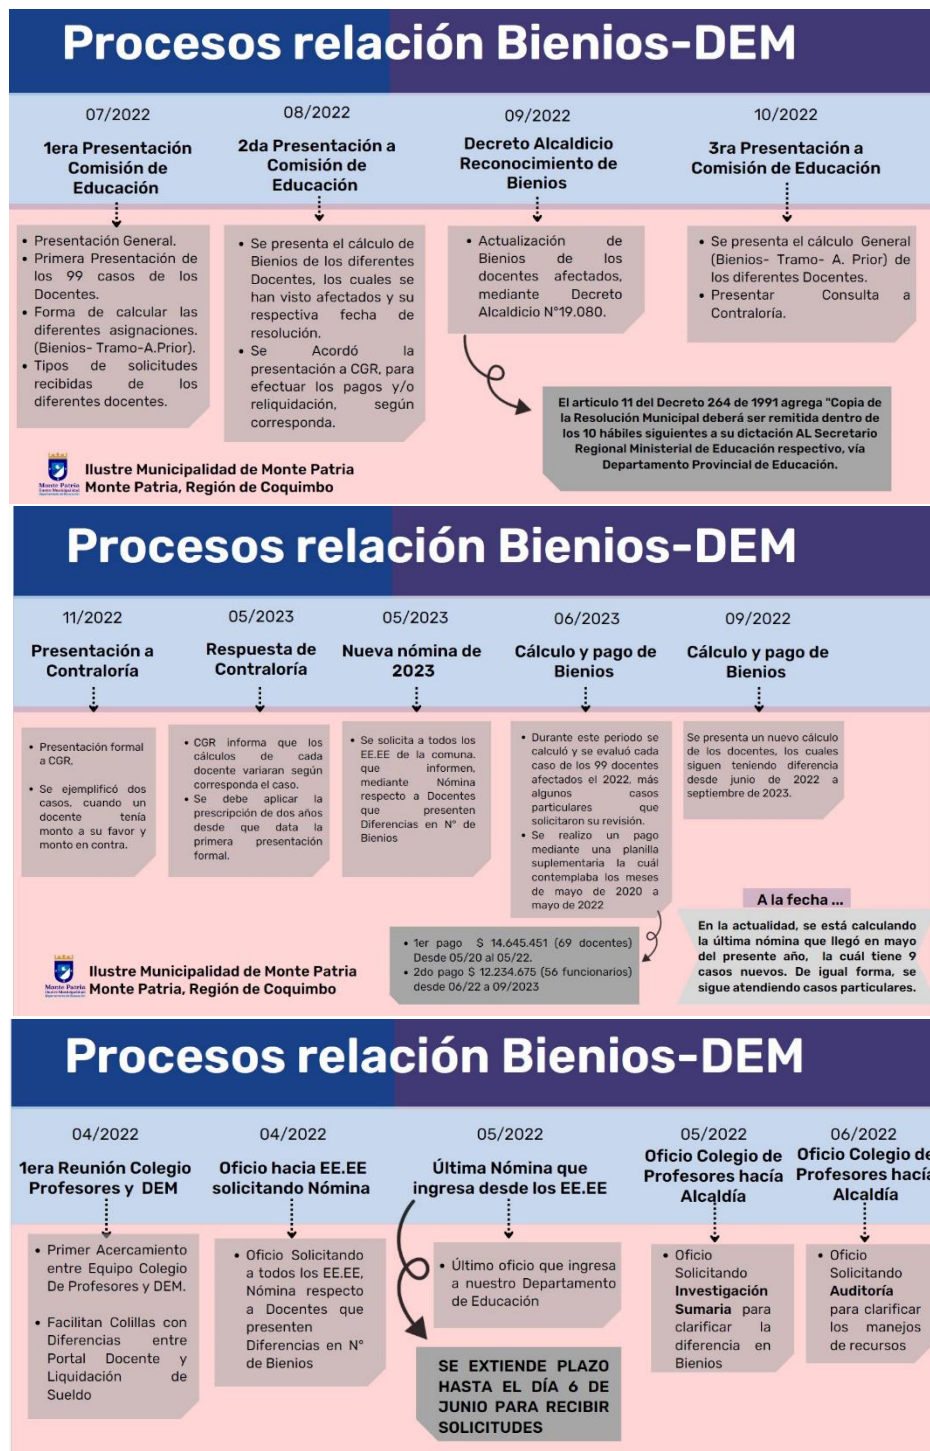 Procesos relación Bienios-DEM
07/2022
1era Presentación
Comisión de
Educación
• Presentación General.
• Primera Presentación de
los 99 casos de los
Docentes.
• Forma de calcular las
diferentes asignaciones.
(Bienios- Tramo-A.Prior).
• Tipos de solicitudes
recibidas de los
diferentes docentes.
08/2022
2da Presentación a
Comisión de
Educación
• Se presenta el cálculo de
Bienios de los diferentes
Docentes, los cuales se
han visto afectados y su
respectiva fecha de
resolución.
• Se Acordó la
presentación a CGR, para
efectuar los pagos y/o
reliquidación, según
corresponda.
09/2022
Decreto Alcaldicio
Reconocimiento de
Bienios
• Actualización de
Bienios de los
docentes afectados,
mediante Decreto
Alcaldicio N°19.080.
10/2022
3ra Presentación a
Comisión de Educación
• Se presenta el cálculo General
(Bienios- Tramo- A. Prior) de
los diferentes Docentes.
• Presentar Consulta a
Contraloría.
El articulo 11 del Decreto 264 de 1991 agrega "Copia de
la Resolución Municipal deberá ser remitida dentro de
los 10 hábiles siguientes a su dictación AL Secretario
Regional Ministerial de Educación respectivo, vía
Departamento Provincial de Educación.
Monte Patria
Ilustre Municipalidad de Monte Patria
Monte Patria, Región de Coquimbo
Procesos relación Bienios-DEM
11/2022
Presentación a
Contraloría
• Presentación formal
a CGR,
• Se ejemplificó dos
casos, cuando un
docente tenía
monto a su favor y
monto en contra.
05/2023
Respuesta de
Contraloría
• CGR informa que los
cálculos de cada
docente variaran según
corresponda el caso.
• Se debe aplicar la
prescripción de dos años
desde que data la
primera presentación
formal.
05/2023
Nueva nómina de
2023
• Se solicita a todos los
EE.EE de la comuna.
que informen,
mediante Nómina
respecto a Docentes
que presenten
Diferencias en N° de
Bienios
06/2023
Cálculo y pago de
Bienios
• Durante este periodo se
calculó y se evaluó cada
caso de los 99 docentes
afectados el 2022, más
algunos casos
particulares que
solicitaron su revisión.
• Se realizo un pago
mediante una planilla
suplementaria la cuál
contemplaba los meses
de mayo de 2020 a
mayo de 2022
09/2022
Cálculo y pago de
Bienios
Se presenta un nuevo cálculo
de los docentes, los cuales
siguen teniendo diferencia
desde junio de 2022 a
septiembre de 2023.
• 1er pago $ 14.645.451 (69 docentes)
Desde 05/20 al 05/22.
• 2do pago $ 12.234.675 (56 funcionarios)
desde 06/22 a 09/2023
A la fecha ...
En la actualidad, se está calculando
la última nómina que llegó en mayo
del presente año, la cuál tiene 9
casos nuevos. De igual forma, se
sigue atendiendo casos particulares.
Monte Patria
Ilustre Municipalidad de Monte Patria
Monte Patria, Región de Coquimbo
Procesos relación Bienios-DEM
04/2022
1era Reunión Colegio
Profesores y DEM
• Primer Acercamiento
entre Equipo Colegio
De Profesores y DEM.
• Facilitan Colillas con
Diferencias entre
Portal Docente y
Liquidación de
Sueldo
04/2022
Oficio hacia EE.EE
solicitando Nómina
• Oficio Solicitando
a todos los EE.EE,
Nómina respecto
a Docentes que
presenten
Diferencias en N°
de Bienios
05/2022
Última Nómina que
ingresa desde los EE.EE
• Último oficio que ingresa
a nuestro Departamento
de Educación
SE EXTIENDE PLAZO
HASTA EL DÍA 6 DE
JUNIO PARA RECIBIR
SOLICITUDES
05/2022
Oficio Colegio de
Profesores hacía
Alcaldía
• Oficio
Solicitando
Investigación
Sumaria para
clarificar la
diferencia en
Bienios
06/2022
Oficio Colegio de
Profesores hacía
Alcaldía
• Oficio
Solicitando
Auditoría
para clarificar
los manejos
de recursos